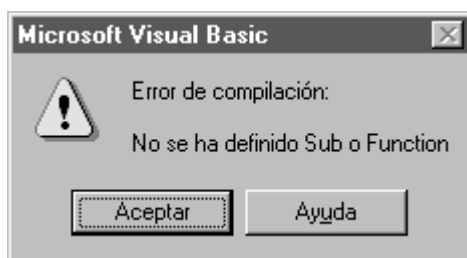 Microsoft Visual Basic
Error de compilación:
No se ha definido Sub o Function
Aceptar
Ayuda